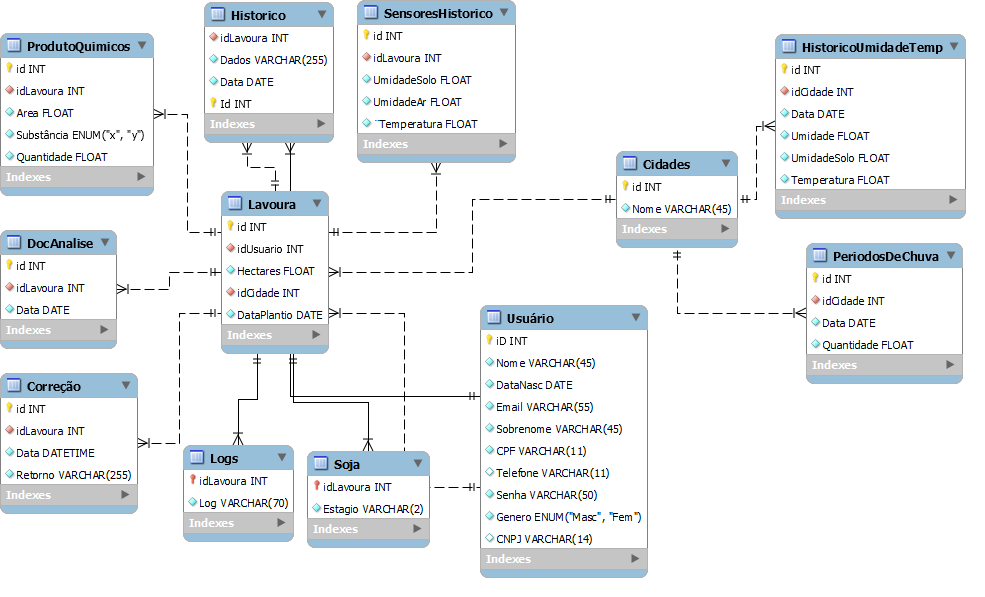 Historico
idLavoura INT
Dados VARCHAR(255)
Data DATE
Id INT
Indexes
SensoresHistorico
id INT
idLavoura INT
UmidadeSolo FLOAT
UmidadeAr FLOAT
`Temperatura FLOAT
Indexes
ProdutoQuimicos
id INT
idLavoura INT
Area FLOAT
Substância ENUM("x", "y")
Quantidade FLOAT
Indexes
HistoricoUmidadeTemp
id INT
idCidade INT
Data DATE
Umidade FLOAT
UmidadeSolo FLOAT
Temperatura FLOAT
Indexes
Cidades
id INT
Nome VARCHAR(45)
Indexes
Lavoura
id INT
idUsuario INT
Hectares FLOAT
idCidade INT
DataPlantio DATE
Indexes
DocAnalise
id INT
idLavoura INT
Data DATE
Indexes
PeriodosDeChuva
id INT
idCidade INT
Data DATE
Quantidade FLOAT
Indexes
Usuário
iD INT
Nome VARCHAR(45)
DataNasc DATE
Email VARCHAR(55)
Sobrenome VARCHAR(45)
CPF VARCHAR(11)
Telefone VARCHAR(11)
Senha VARCHAR(50)
Genero ENUM("Masc", "Fem")
CNPJ VARCHAR(14)
Indexes
Correção
id INT
idLavoura INT
Data DATETIME
Retorno VARCHAR(255)
Indexes
Logs
idLavoura INT
Log VARCHAR(70)
Indexes
Soja
idLavoura INT
Estagio VARCHAR(2)
Indexes